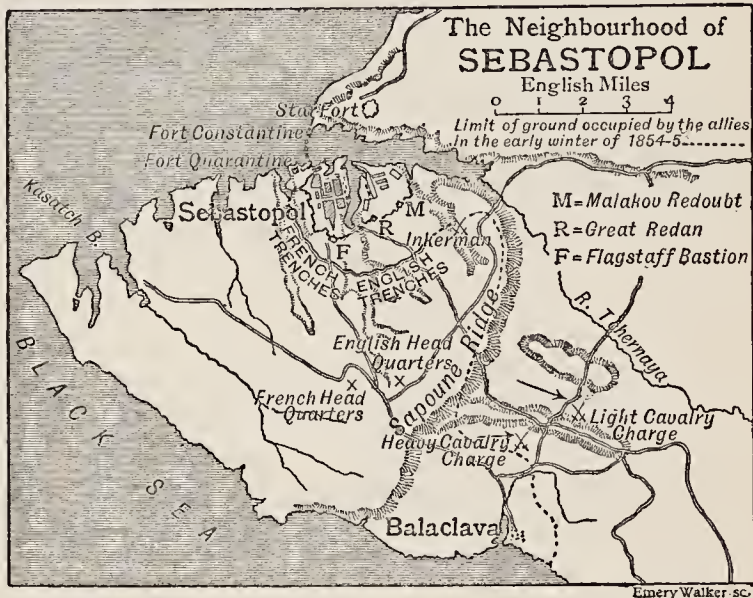 The Neighbourhood of
SEBASTOPOL
English Miles
0 1 2 3 4
Limit of ground occupied by the allies
in the early winter of 1854-5
M=Malakov Redoubt
R=Great Redan
F=Flagstaff Bastion
Star Fort
Fort Constantine
Fort Quarantine
Kasatch B.
Sebastopol
M
R
F
Inkerman
FRENCH
TRENCHES
ENGLISH
TRENCHES
R. Tchernaya
English Head
Quarters
French Head
Quarters
Sapoune Ridge
Light Cavalry
Charge
Heavy Cavalry
Charge
BLACK SEA
Balaclava
Emery Walker sc.